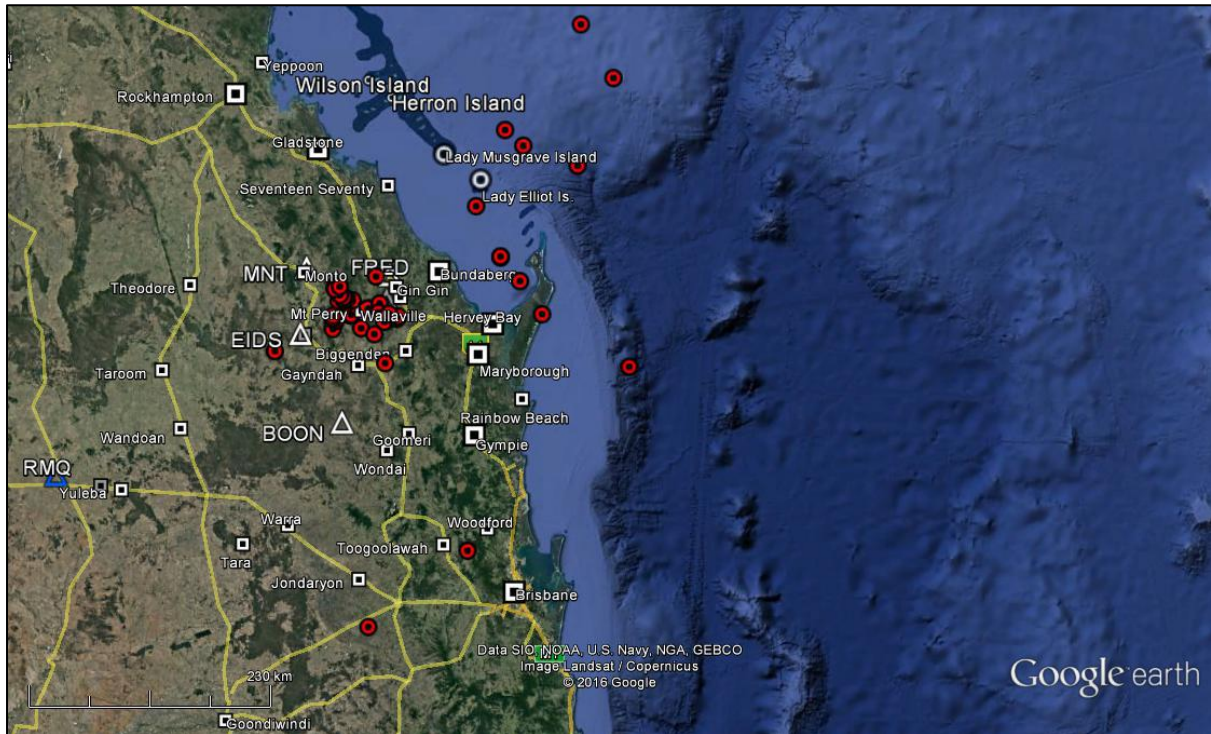 Yeppoon
Wilson Island
Rockhampton
Herron Island
Gladstone
Lady Musgrave Island
Seventeen Seventy
Lady Elliot Is.
MNT
Monto
FRED
Bundaberg
Theodore
Gin Gin
Mt Perry
Wallaville
Hervey Bay
EIDS
Biggenden
Gayndah
Maryborough
Taroom
Rainbow Beach
BOON
Goomeri
Gympie
Wandoan
Wondai
RMQ
Yuleba
Warra
Woodford
Tara
Toogoolawah
Jondaryon
Brisbane
Data SIO, NOAA, U.S. Navy, NGA, GEBCO
Image Landsat / Copernicus
© 2016 Google
230 km
Google earth
Goondiwindi